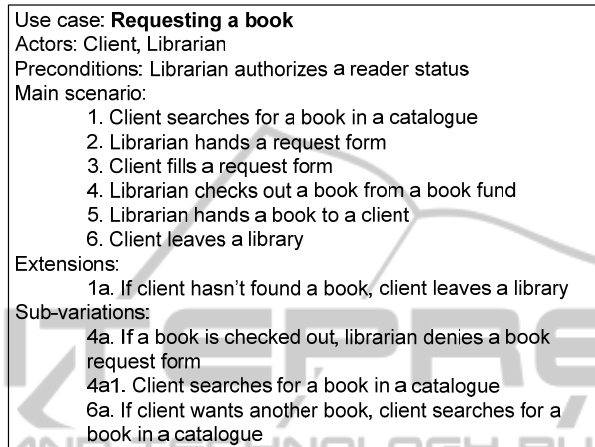 Use case: Requesting a book
Actors: Client, Librarian
Preconditions: Librarian authorizes a reader status
Main scenario:
1. Client searches for a book in a catalogue
2. Librarian hands a request form
3. Client fills a request form
4. Librarian checks out a book from a book fund
5. Librarian hands a book to a client
6. Client leaves a library
Extensions:
1a. If client hasn't found a book, client leaves a library
Sub-variations:
4a. If a book is checked out, librarian denies a book
request form
4a1. Client searches for a book in a catalogue
6a. If client wants another book, client searches for a
book in a catalogue